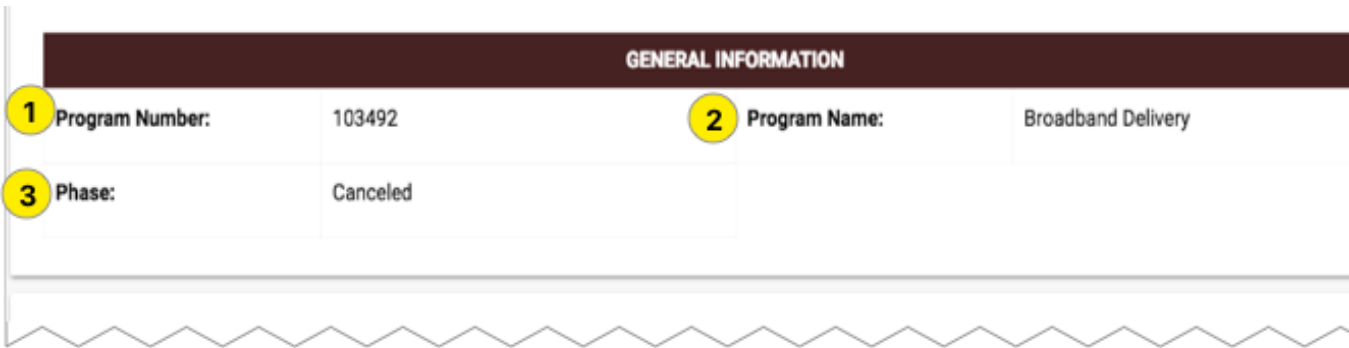 GENERAL INFORMATION
1 Program Number: 103492 2 Program Name: Broadband Delivery
3 Phase: Canceled